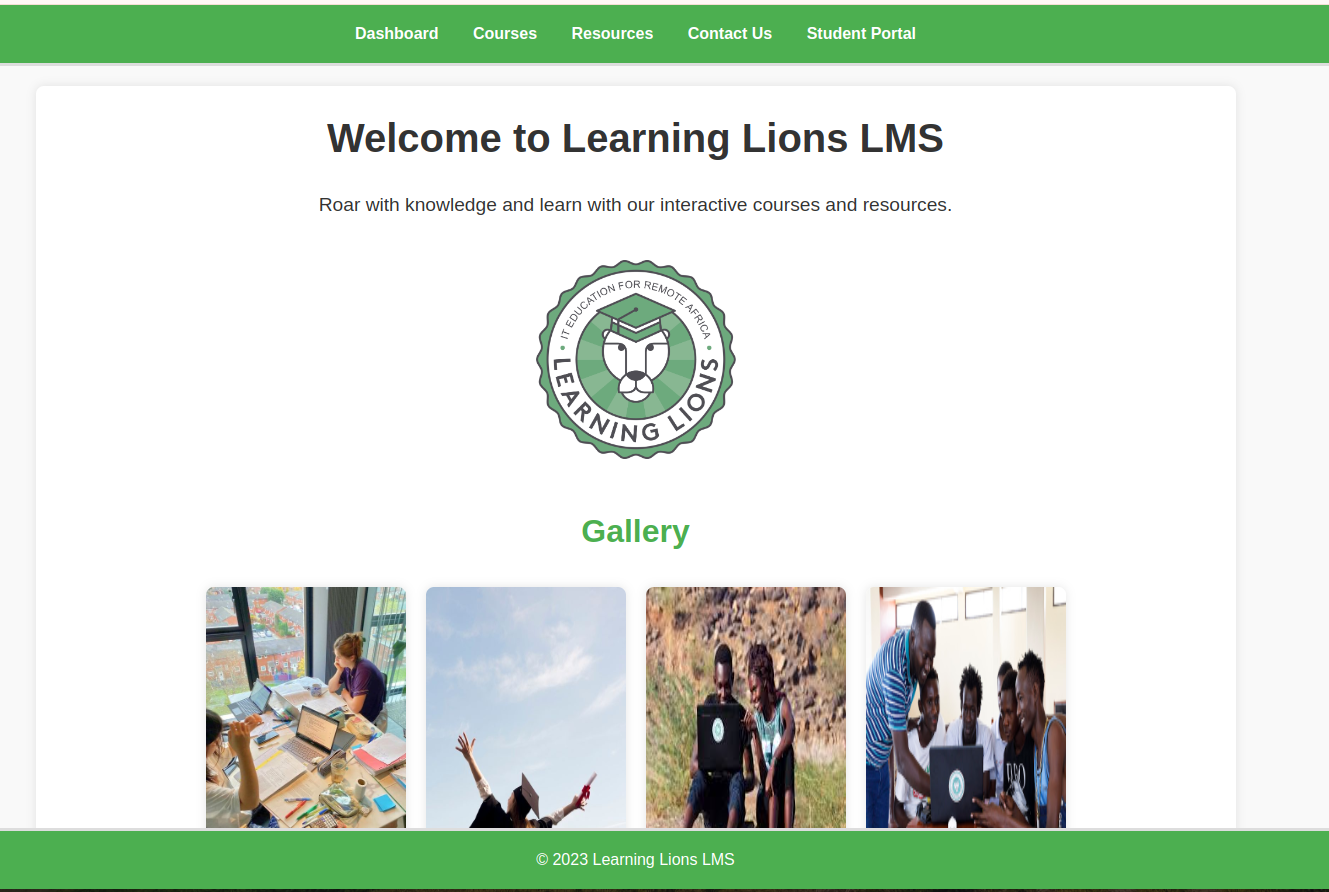 Dashboard Courses Resources Contact Us Student Portal
Welcome to Learning Lions LMS
Roar with knowledge and learn with our interactive courses and resources.
IT EDUCATION FOR REMOTE AFRICA
LEARNING LIONS
Gallery
© 2023 Learning Lions LMS